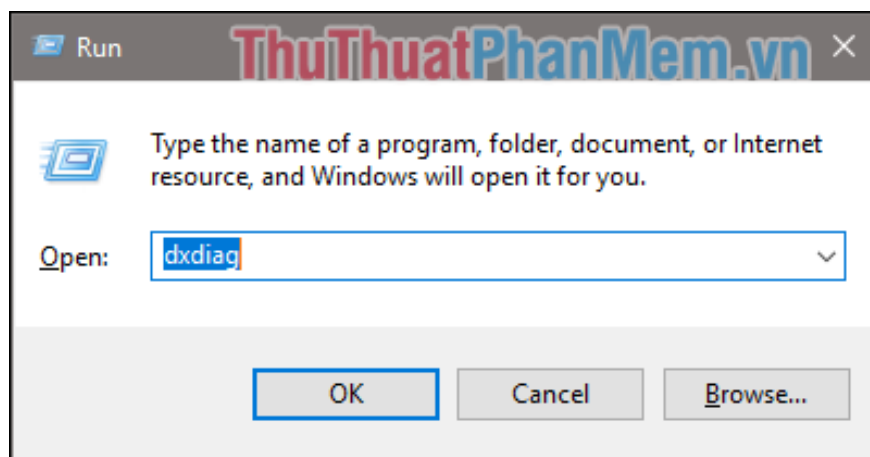 Run
ThuThuatPhanMem.vn
Type the name of a program, folder, document, or Internet
resource, and Windows will open it for you.
Open:
dxdiag
OK
Cancel
Browse...